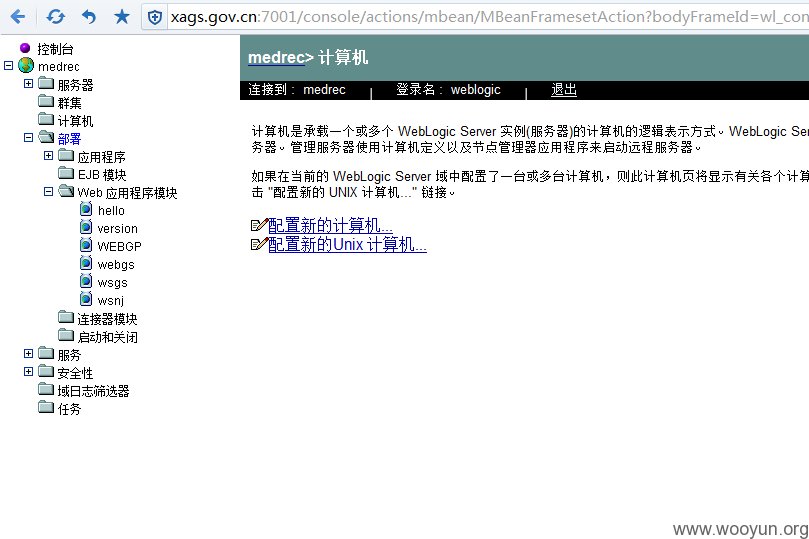 xags.gov.cn:7001/console/actions/mbean/MBeanFramesetAction?bodyFrameId=wl_con
控制台
medrec
服务器
群集
计算机
部署
应用程序
EJB 模块
Web 应用程序模块
hello
version
WEBGP
webgs
wsgs
wsnj
连接器模块
启动和关闭
服务
安全性
域日志筛选器
任务
medrec> 计算机
连接到： medrec | 登录名： weblogic | 退出
计算机是承载一个或多个 WebLogic Server 实例(服务器)的计算机的逻辑表示方式。WebLogic Se
务器。管理服务器使用计算机定义以及节点管理器应用程序来启动远程服务器。
如果在当前的 WebLogic Server 域中配置了一台或多台计算机，则此计算机页将显示有关各个计算
击 "配置新的 UNIX 计算机..." 链接。
配置新的计算机...
配置新的Unix 计算机...
www.wooyun.org